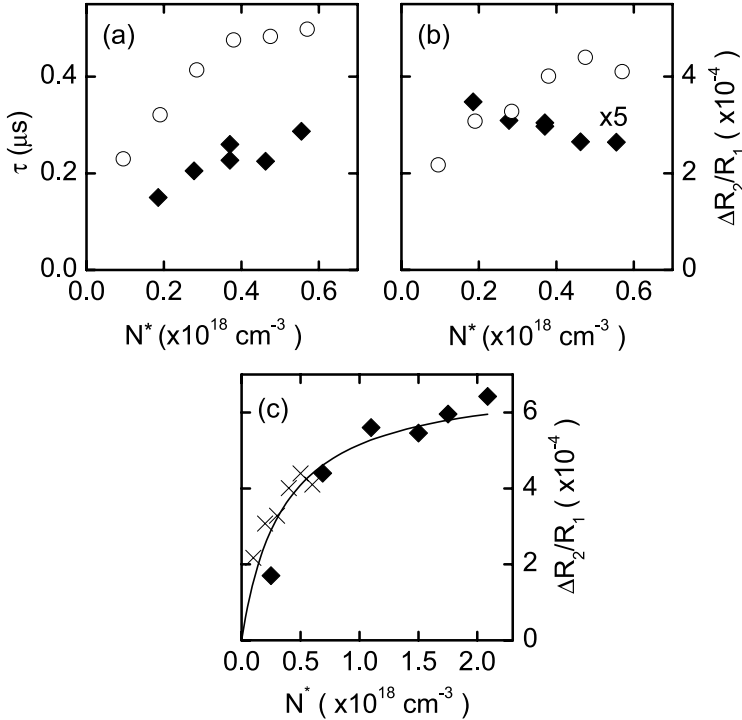 (a)
0.4
0.2
0.0
τ (μs)
0.0 0.2 0.4 0.6
N* (x10¹⁸ cm⁻³ )
(b)
x5
4
2
0
ΔR₂/R₁ ( x10⁻⁴)
0.0 0.2 0.4 0.6
N* (x10¹⁸ cm⁻³ )
(c)
6
4
2
0
ΔR₂/R₁ ( x10⁻⁴)
0.0 0.5 1.0 1.5 2.0
N* ( x10¹⁸ cm⁻³ )